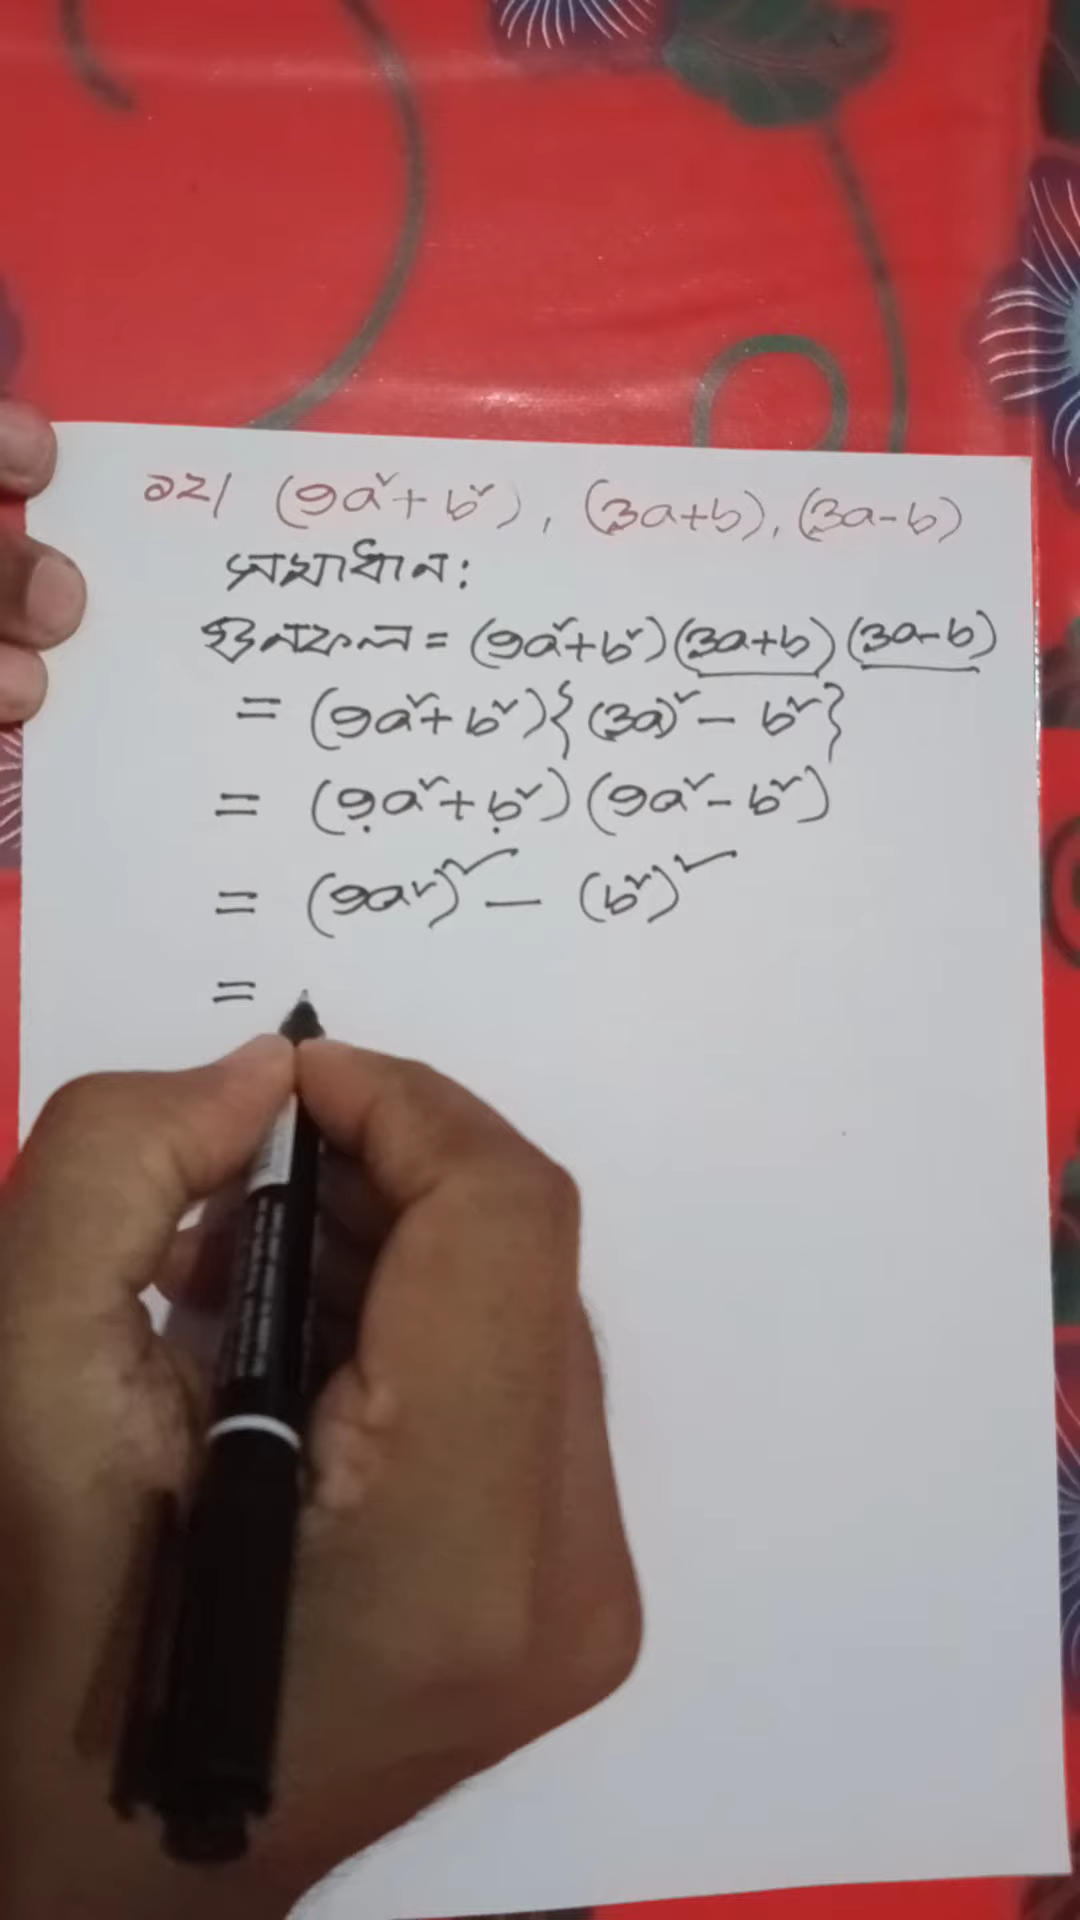 ১২। (9a²+b²), (3a+b), (3a-b)
সমাধান:
গুনফল = (9a²+b²)(3a+b)(3a-b)
= (9a²+b²){(3a)²- b²}
= (9a²+b²)(9a²-b²)
= (9a²)² - (b²)²
=